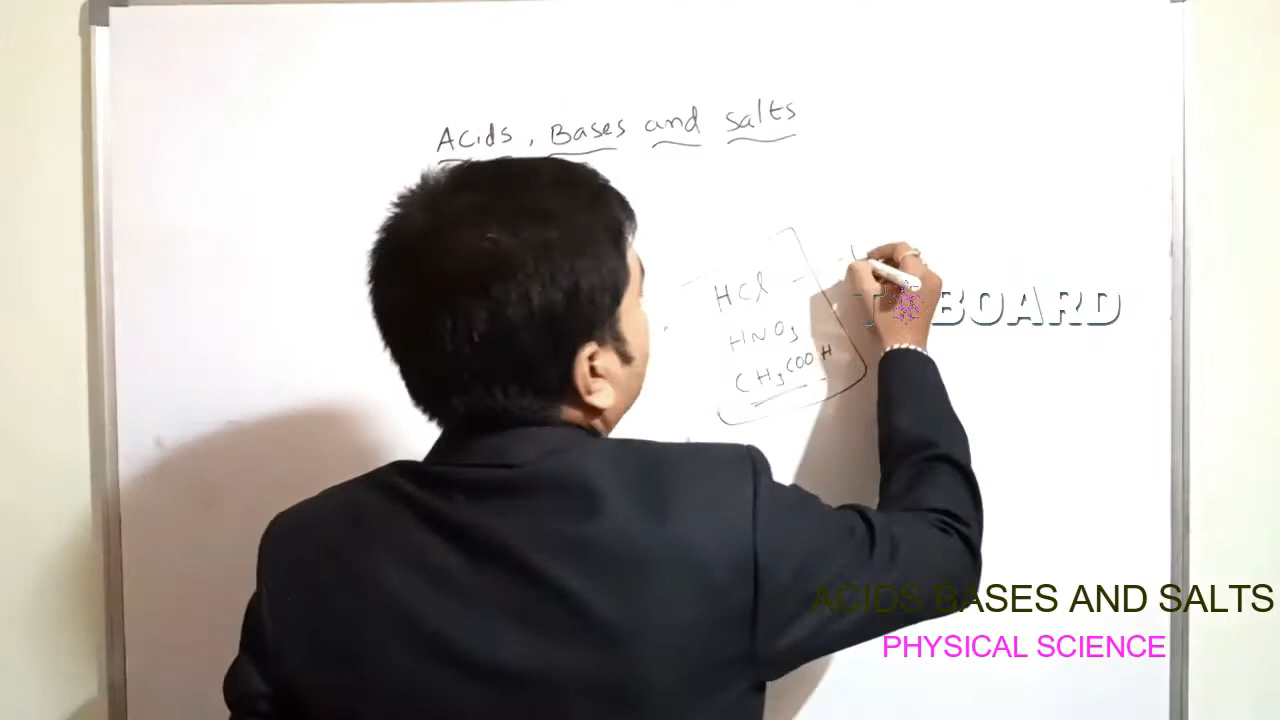 Acids, Bases and salts
HCl -
HNO3
CH3COOH
BOARD
ACIDS BASES AND SALTS
PHYSICAL SCIENCE